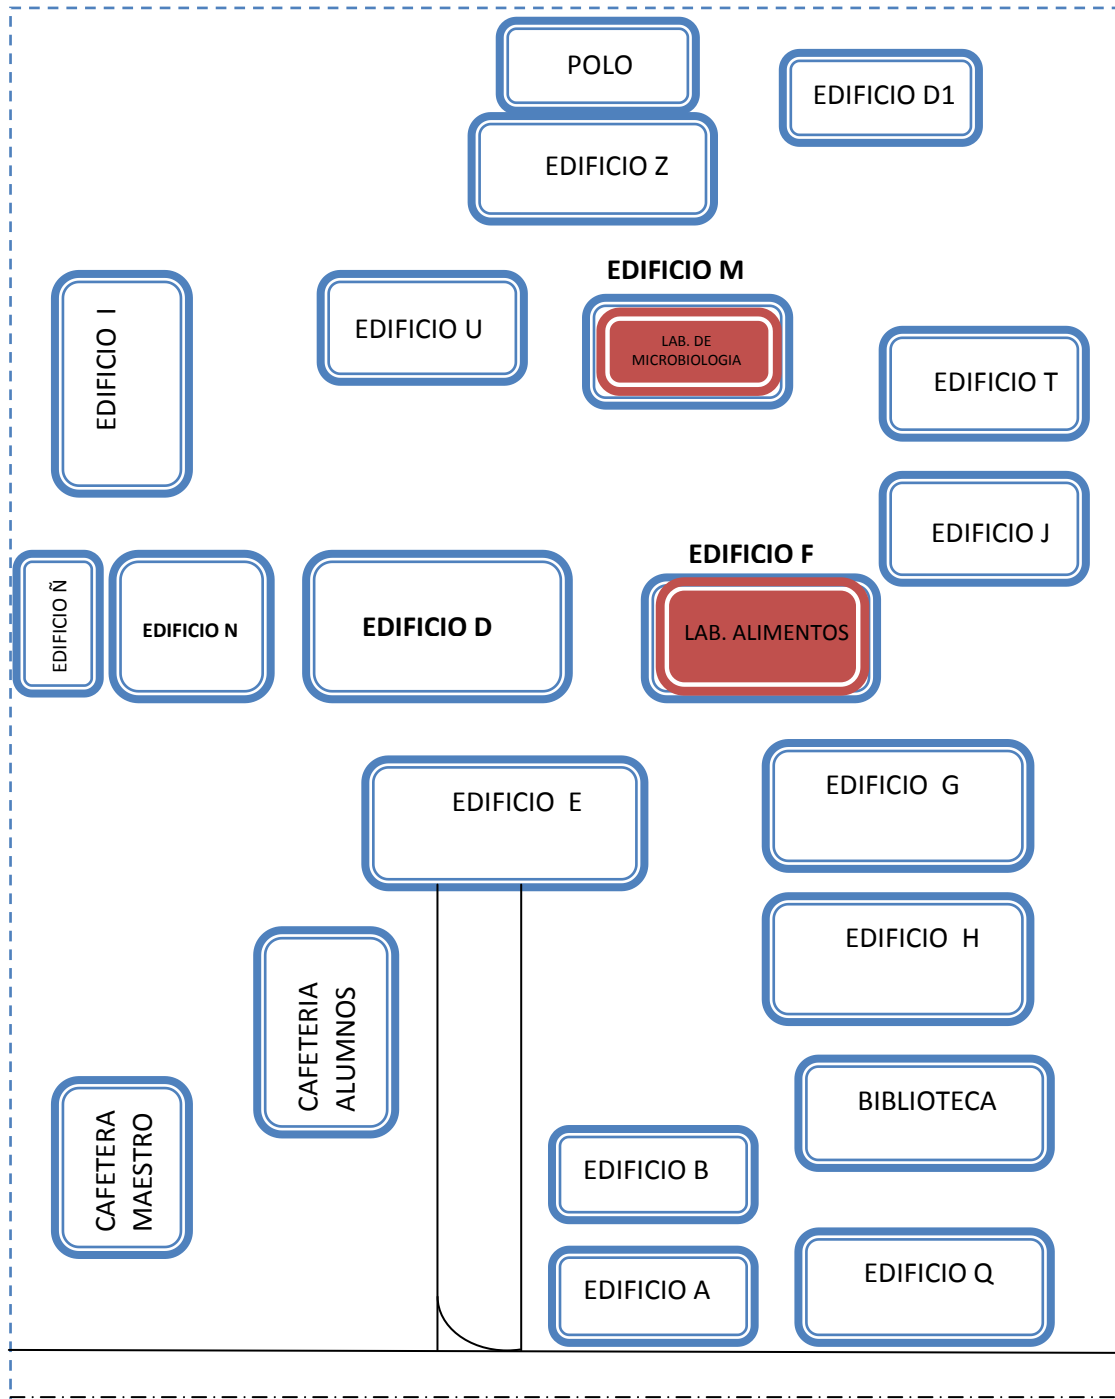 POLO
EDIFICIO D1
EDIFICIO Z
EDIFICIO M
EDIFICIO I
EDIFICIO U
LAB. DE
MICROBIOLOGIA
EDIFICIO T
EDIFICIO J
EDIFICIO F
EDIFICIO Ñ
EDIFICIO N
EDIFICIO D
LAB. ALIMENTOS
EDIFICIO E
EDIFICIO G
EDIFICIO H
CAFETERIA
ALUMNOS
BIBLIOTECA
CAFETERA
MAESTRO
EDIFICIO B
EDIFICIO A
EDIFICIO Q